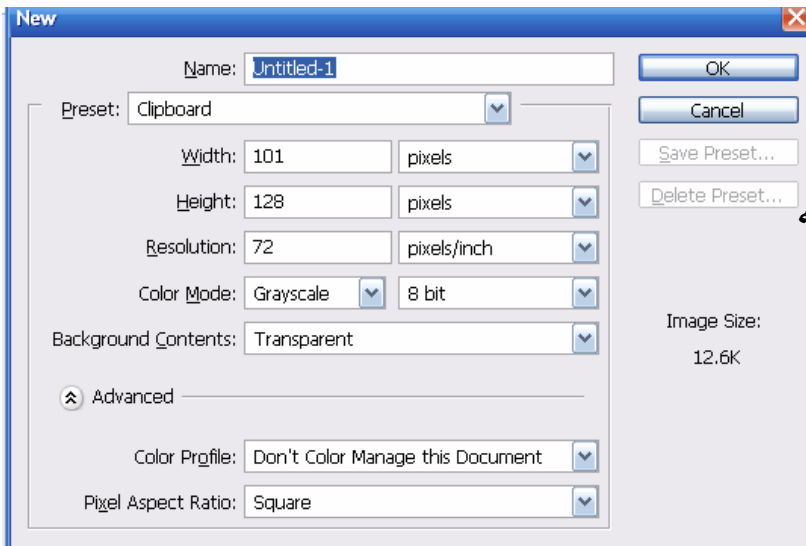 New
Name: Untitled-1
OK
Preset: Clipboard
Cancel
Width: 101 pixels
Save Preset...
Height: 128 pixels
Delete Preset...
Resolution: 72 pixels/inch
Color Mode: Grayscale 8 bit
Image Size:
Background Contents: Transparent
12.6K
Advanced
Color Profile: Don't Color Manage this Document
Pixel Aspect Ratio: Square